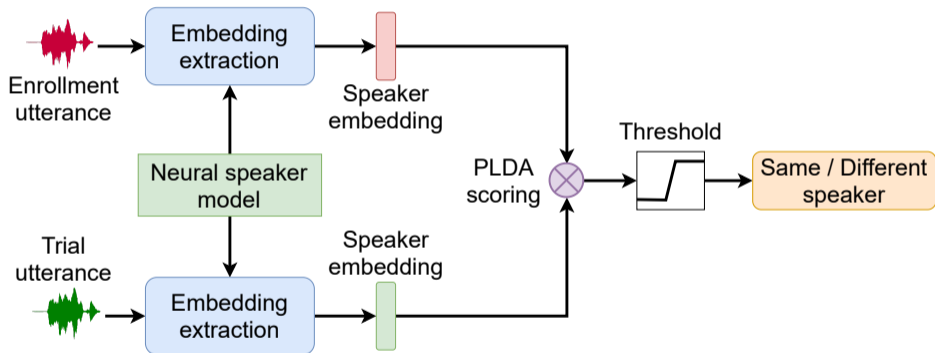 Enrollment
utterance
Embedding
extraction
Speaker
embedding
Neural speaker
model
PLDA
scoring
Threshold
Same / Different
speaker
Trial
utterance
Embedding
extraction
Speaker
embedding